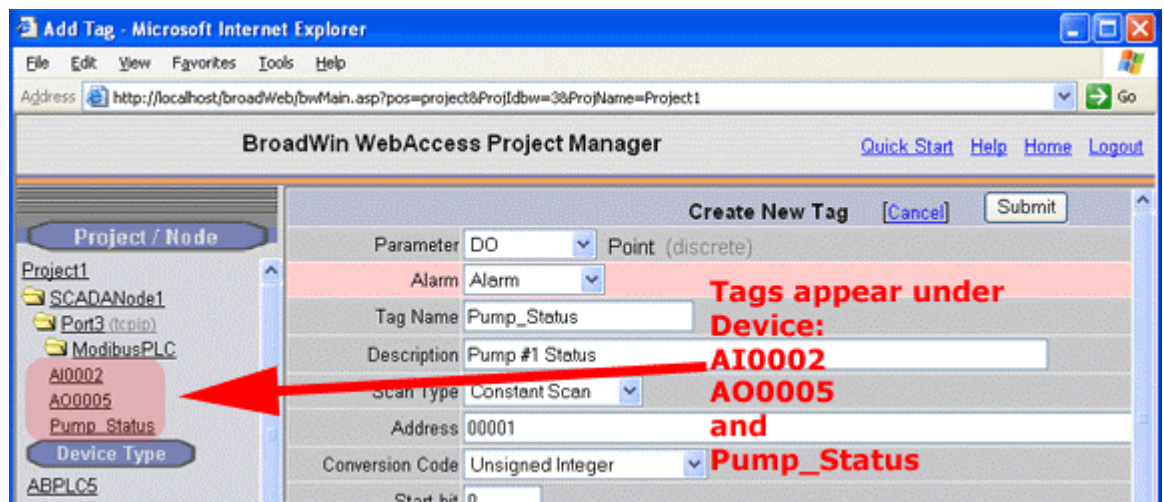 Add Tag - Microsoft Internet Explorer
File Edit View Favorites Tools Help
Address http://localhost/broadWeb/bwMain.asp?pos=project&ProjIdbw=3&ProjName=Project1 Go
BroadWin WebAccess Project Manager Quick Start Help Home Logout
Create New Tag [Cancel] Submit
Project / Node
Project1
SCADANode1
Port3 (tcpip)
ModbusPLC
AI0002
AO0005
Pump_Status
Device Type
ABPLC5
Parameter DO Point (discrete)
Alarm Alarm
Tag Name Pump_Status
Description Pump #1 Status
Scan Type Constant Scan
Address 00001
Conversion Code Unsigned Integer
Start bit 0
Tags appear under
Device:
AI0002
AO0005
and
Pump_Status